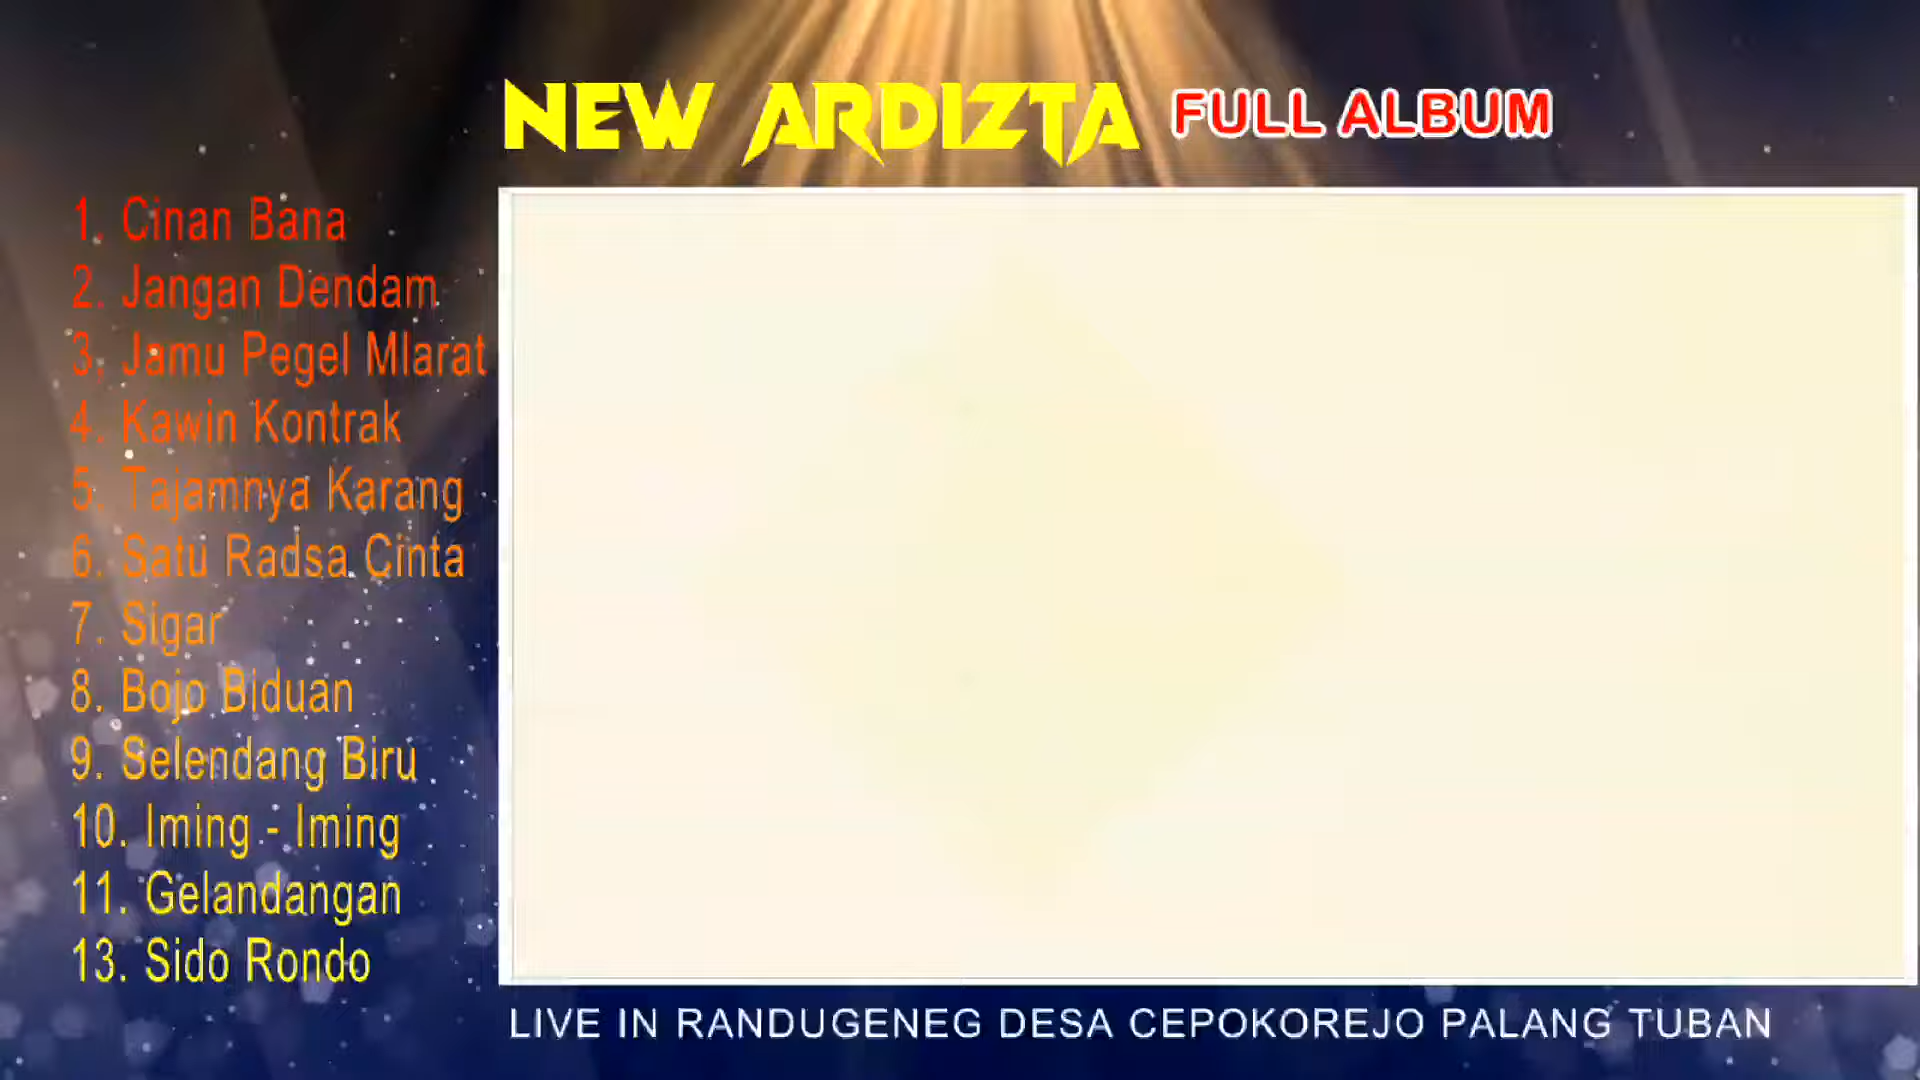 NEW ARDIZTA FULL ALBUM
1. Cinan Bana
2. Jangan Dendam
3. Jamu Pegel Mlarat
4. Kawin Kontrak
5. Tajamnya Karang
6. Satu Radsa Cinta
7. Sigar
8. Bojo Biduan
9. Selendang Biru
10. Iming - Iming
11. Gelandangan
13. Sido Rondo
LIVE IN RANDUGENEG DESA CEPOKOREJO PALANG TUBAN